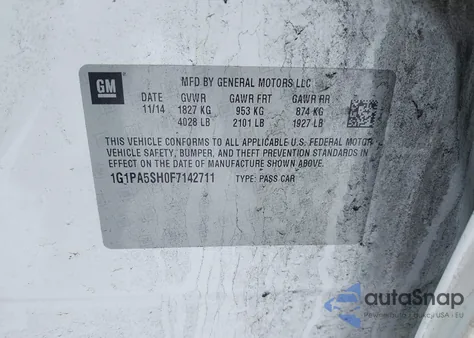 GM
MFD BY GENERAL MOTORS LLC
DATE GVWR GAWR FRT GAWR RR
11/14 1827 KG 953 KG 874 KG
4028 LB 2101 LB 1927 LB
THIS VEHICLE CONFORMS TO ALL APPLICABLE U.S. FEDERAL MOTOR
VEHICLE SAFETY, BUMPER, AND THEFT PREVENTION STANDARDS
IN EFFECT ON THE DATE OF MANUFACTURE SHOWN ABOVE.
1G1PA5SH0F7142711 TYPE: PASS CAR
autoSnap